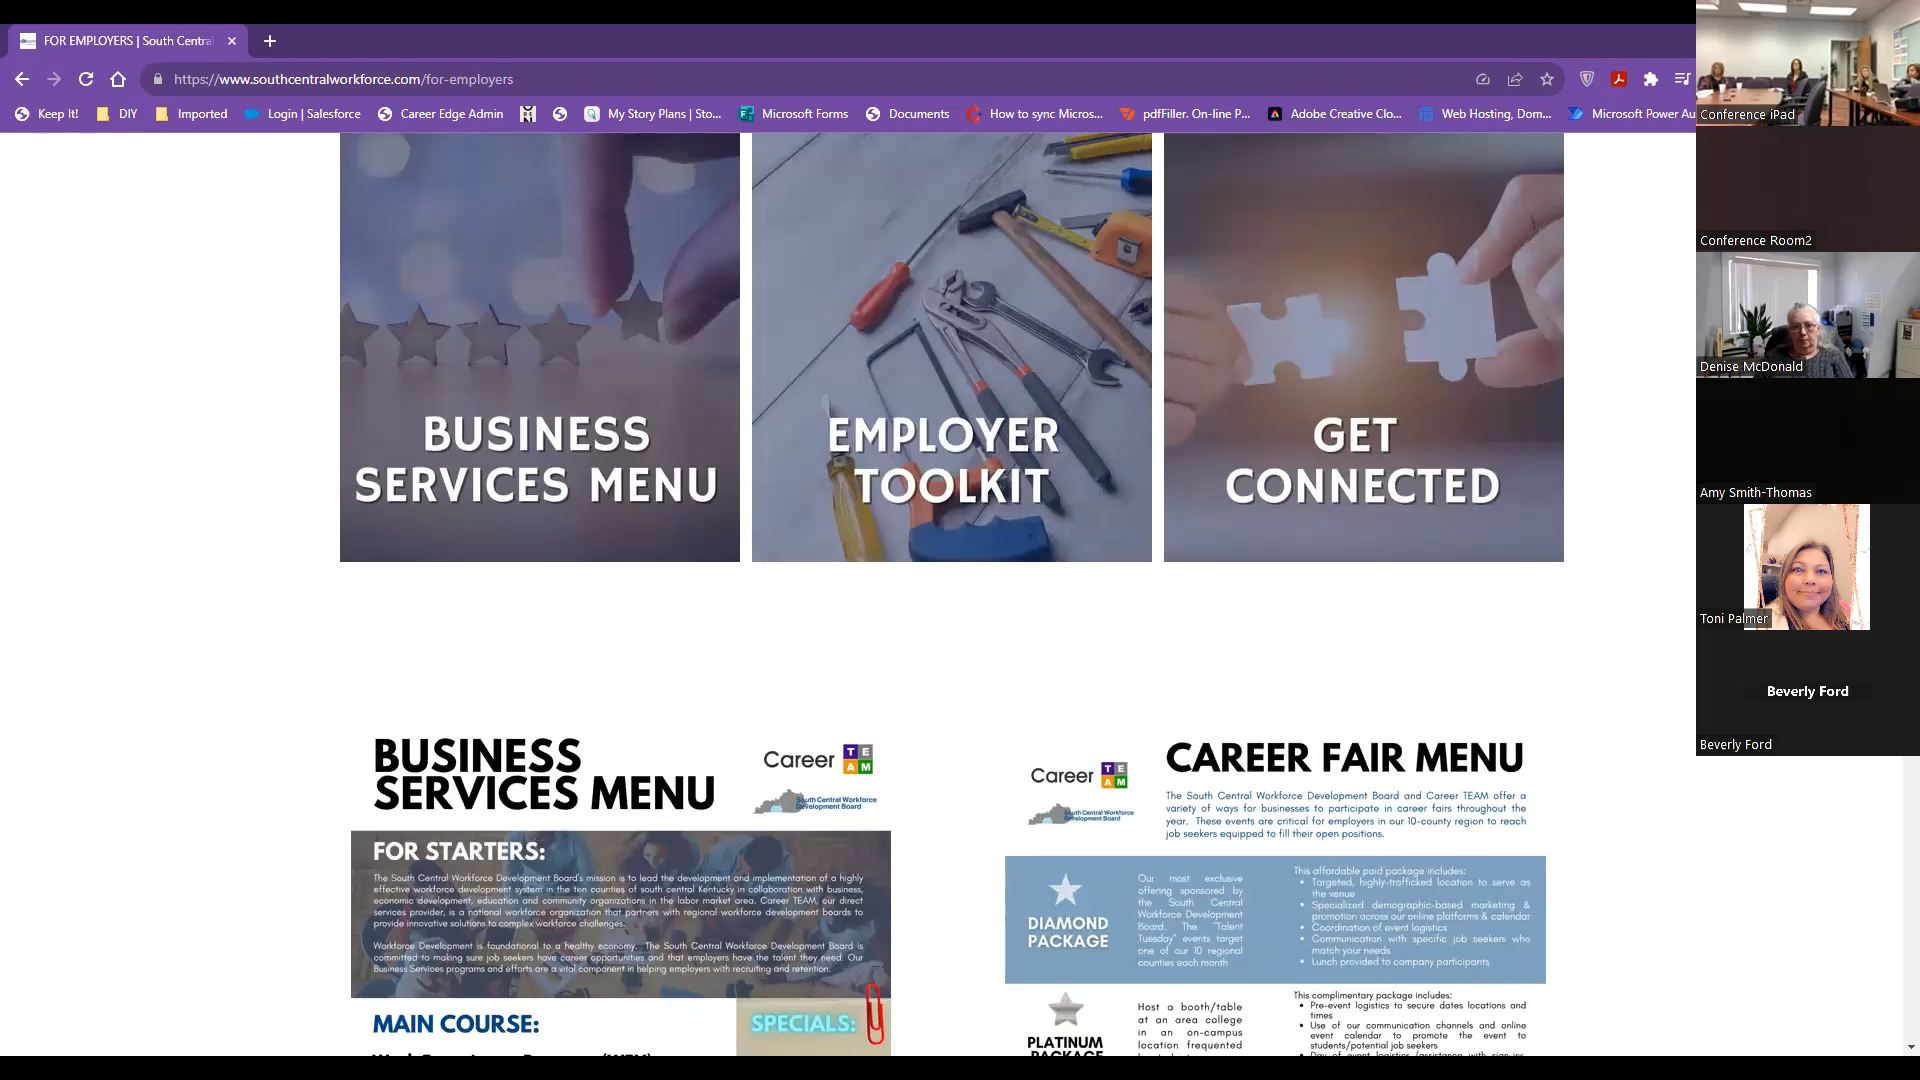 FOR EMPLOYERS | South Centra
https://www.southcentralworkforce.com/for-employers
Keep It!
DIY
Imported
Login | Salesforce
Career Edge Admin
My Story Plans | Sto...
Microsoft Forms
Documents
How to sync Micros...
pdfFiller. On-line P...
Adobe Creative Clo...
Web Hosting, Dom...
Microsoft Power Au
Conference iPad
Conference Room2
Denise McDonald
Amy Smith-Thomas
Toni Palmer
Beverly Ford
Beverly Ford
BUSINESS
SERVICES MENU
EMPLOYER
TOOLKIT
GET
CONNECTED
BUSINESS
SERVICES MENU
Career TEAM
South Central Workforce
Development Board
FOR STARTERS:
The South Central Workforce Development Board's mission is to lead the development and implementation of a highly
effective workforce development system in the ten counties of south central Kentucky in collaboration with business,
economic development, education and community organizations in the labor market area. Career TEAM, our direct
services provider, is a national workforce organization that partners with regional workforce development boards to
provide innovative solutions to complex workforce challenges.
Workforce Development is foundational to a healthy economy. The South Central Workforce Development Board is
committed to making sure job seekers have career opportunities and that employers have the talent they need. Our
Business Services programs and efforts are a vital component in helping employers with recruiting and retention.
MAIN COURSE:
SPECIALS:
Career TEAM
South Central Workforce
Development Board
CAREER FAIR MENU
The South Central Workforce Development Board and Career TEAM offer a
variety of ways for businesses to participate in career fairs throughout the
year. These events are critical for employers in our 10-county region to reach
job seekers equipped to fill their open positions.
DIAMOND
PACKAGE
Our most exclusive
offering sponsored by
the South Central
Workforce Development
Board. The "Talent
Tuesday" events target
one of our 10 regional
counties each month
This affordable paid package includes:
• Targeted, highly-trafficked location to serve as
the venue
• Specialized demographic-based marketing &
promotion across our online platforms & calendar
• Coordination of event logistics
• Communication with specific job seekers who
match your needs
• Lunch provided to company participants
PLATINUM
PACKAGE
Host a booth/table
at an area college
in an on-campus
location frequented
This complimentary package includes:
• Pre-event logistics to secure dates locations and
times
• Use of our communication channels and online
event calendar to promote the event to
students/potential job seekers